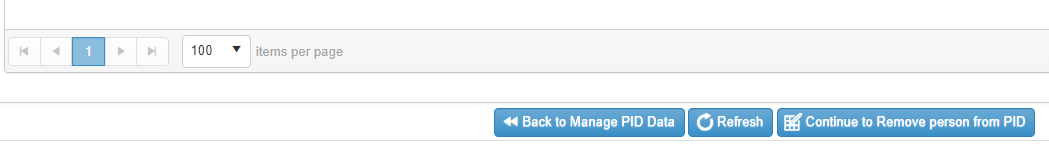 1 100 items per page
Back to Manage PID Data Refresh Continue to Remove person from PID